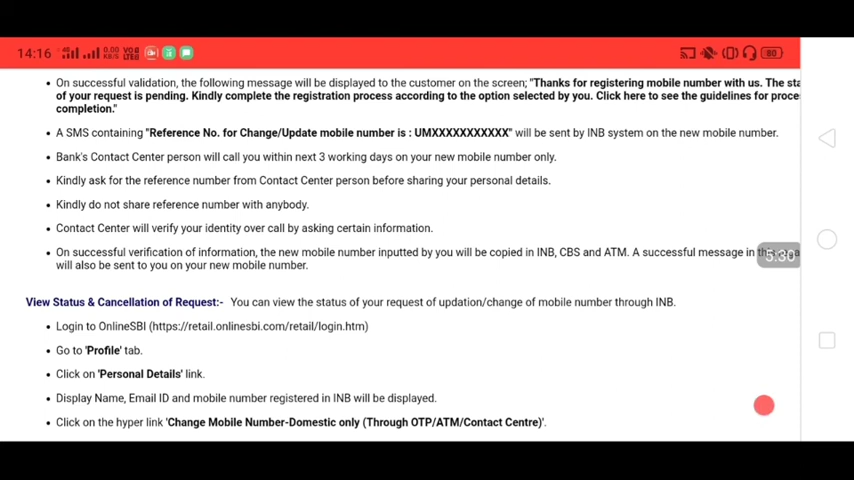 14:16 4G 0.00 KB/S VO LTE 80
• On successful validation, the following message will be displayed to the customer on the screen; "Thanks for registering mobile number with us. The sta
of your request is pending. Kindly complete the registration process according to the option selected by you. Click here to see the guidelines for proce
completion."
• A SMS containing "Reference No. for Change/Update mobile number is : UMXXXXXXXXXXX" will be sent by INB system on the new mobile number.
• Bank's Contact Center person will call you within next 3 working days on your new mobile number only.
• Kindly ask for the reference number from Contact Center person before sharing your personal details.
• Kindly do not share reference number with anybody.
• Contact Center will verify your identity over call by asking certain information.
• On successful verification of information, the new mobile number inputted by you will be copied in INB, CBS and ATM. A successful message in
5:30
will also be sent to you on your new mobile number.
View Status & Cancellation of Request:- You can view the status of your request of updation/change of mobile number through INB.
• Login to OnlineSBI (https://retail.onlinesbi.com/retail/login.htm)
• Go to 'Profile' tab.
• Click on 'Personal Details' link.
• Display Name, Email ID and mobile number registered in INB will be displayed.
• Click on the hyper link 'Change Mobile Number-Domestic only (Through OTP/ATM/Contact Centre)'.